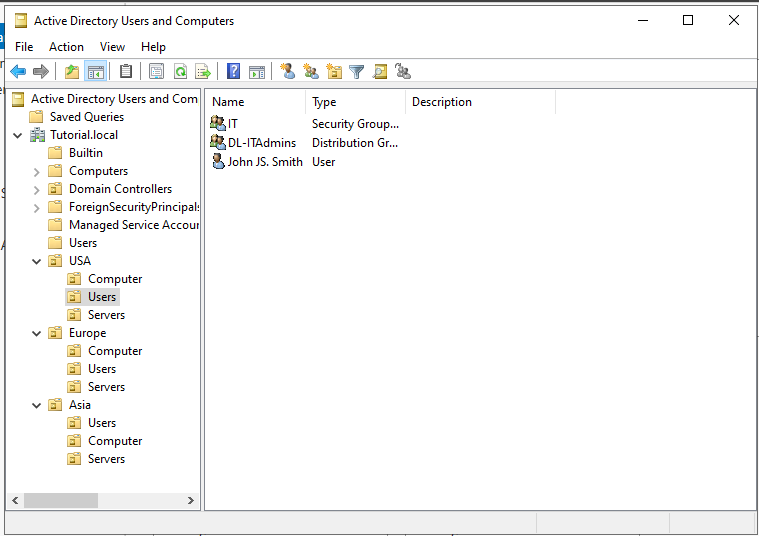 Active Directory Users and Computers
File Action View Help
Active Directory Users and Com
Saved Queries
Tutorial.local
Builtin
Computers
Domain Controllers
ForeignSecurityPrincipals
Managed Service Accour
Users
USA
Computer
Users
Servers
Europe
Computer
Users
Servers
Asia
Users
Computer
Servers
Name Type Description
IT Security Group...
DL-ITAdmins Distribution Gr...
John JS. Smith User